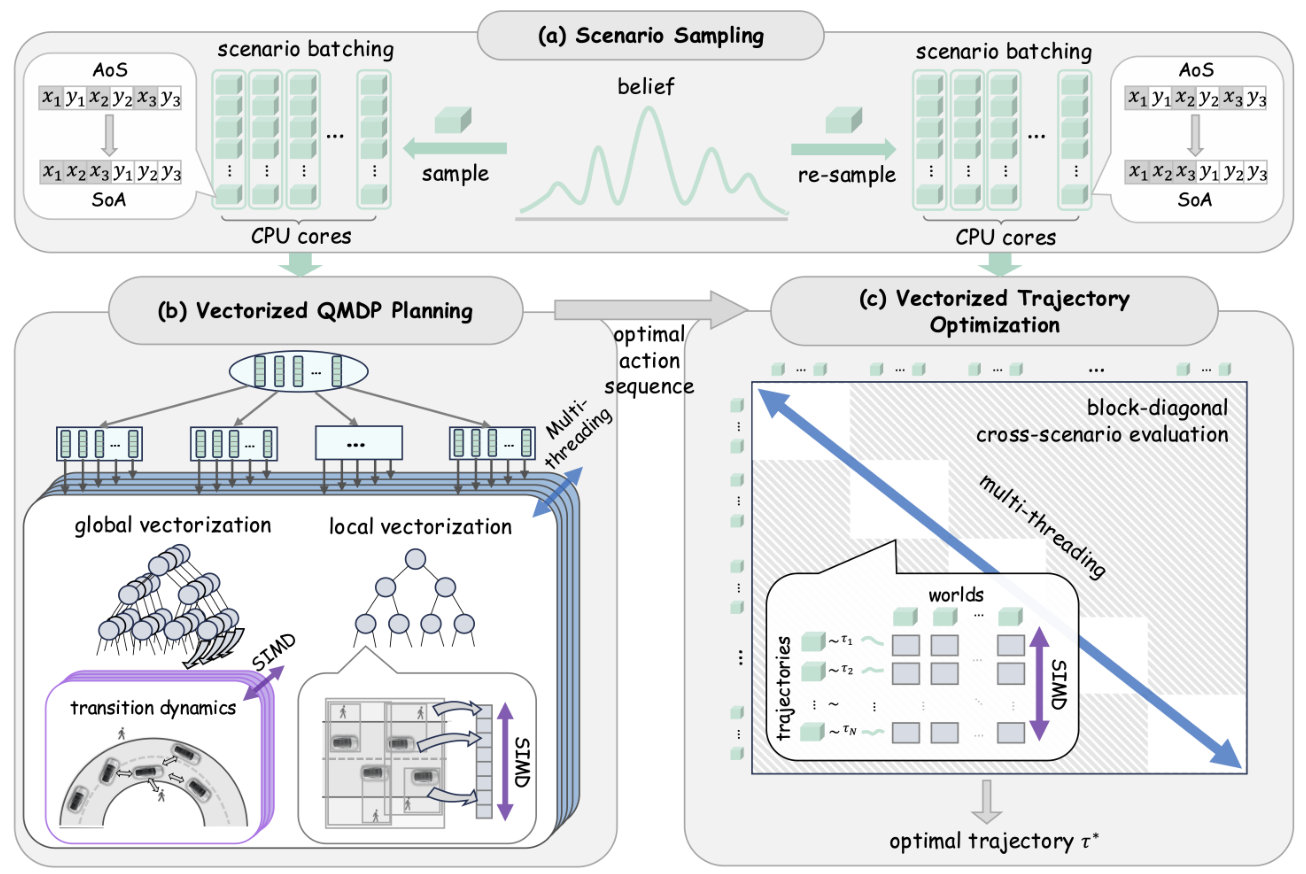 (a) Scenario Sampling
scenario batching
AoS
x₁ y₁ x₂ y₂ x₃ y₃
x₁ x₂ x₃ y₁ y₂ y₃
SoA
...
CPU cores
belief
sample
re-sample
scenario batching
...
CPU cores
AoS
x₁ y₁ x₂ y₂ x₃ y₃
x₁ x₂ x₃ y₁ y₂ y₃
SoA
(b) Vectorized QMDP Planning
optimal
action
sequence
...
Multi-
threading
global vectorization
local vectorization
SIMD
transition dynamics
SIMD
(c) Vectorized Trajectory
Optimization
block-diagonal
cross-scenario evaluation
multi-threading
worlds
trajectories
~ τ₁
~ τ₂
~
~ τ_N
SIMD
optimal trajectory τ*